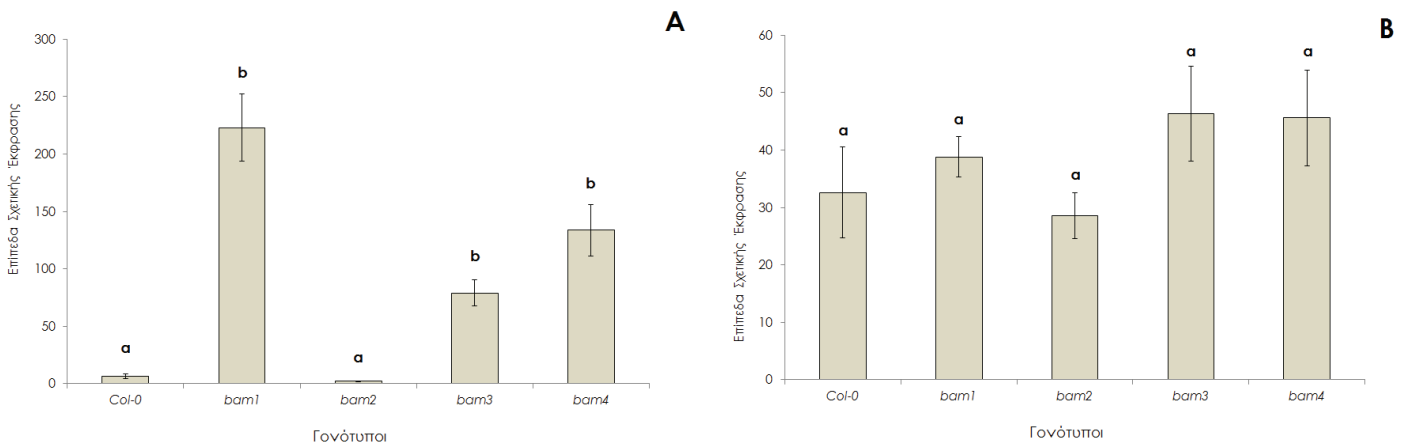 A
300
250
200
150
100
50
0
Επίπεδα Σχετικής Έκφρασης
b
b
b
a
a
Col-0 bam1 bam2 bam3 bam4
Γονότυποι
B
60
50
40
30
20
10
0
Επίπεδα Σχετικής Έκφρασης
a
a
a
a
a
Col-0 bam1 bam2 bam3 bam4
Γονότυποι